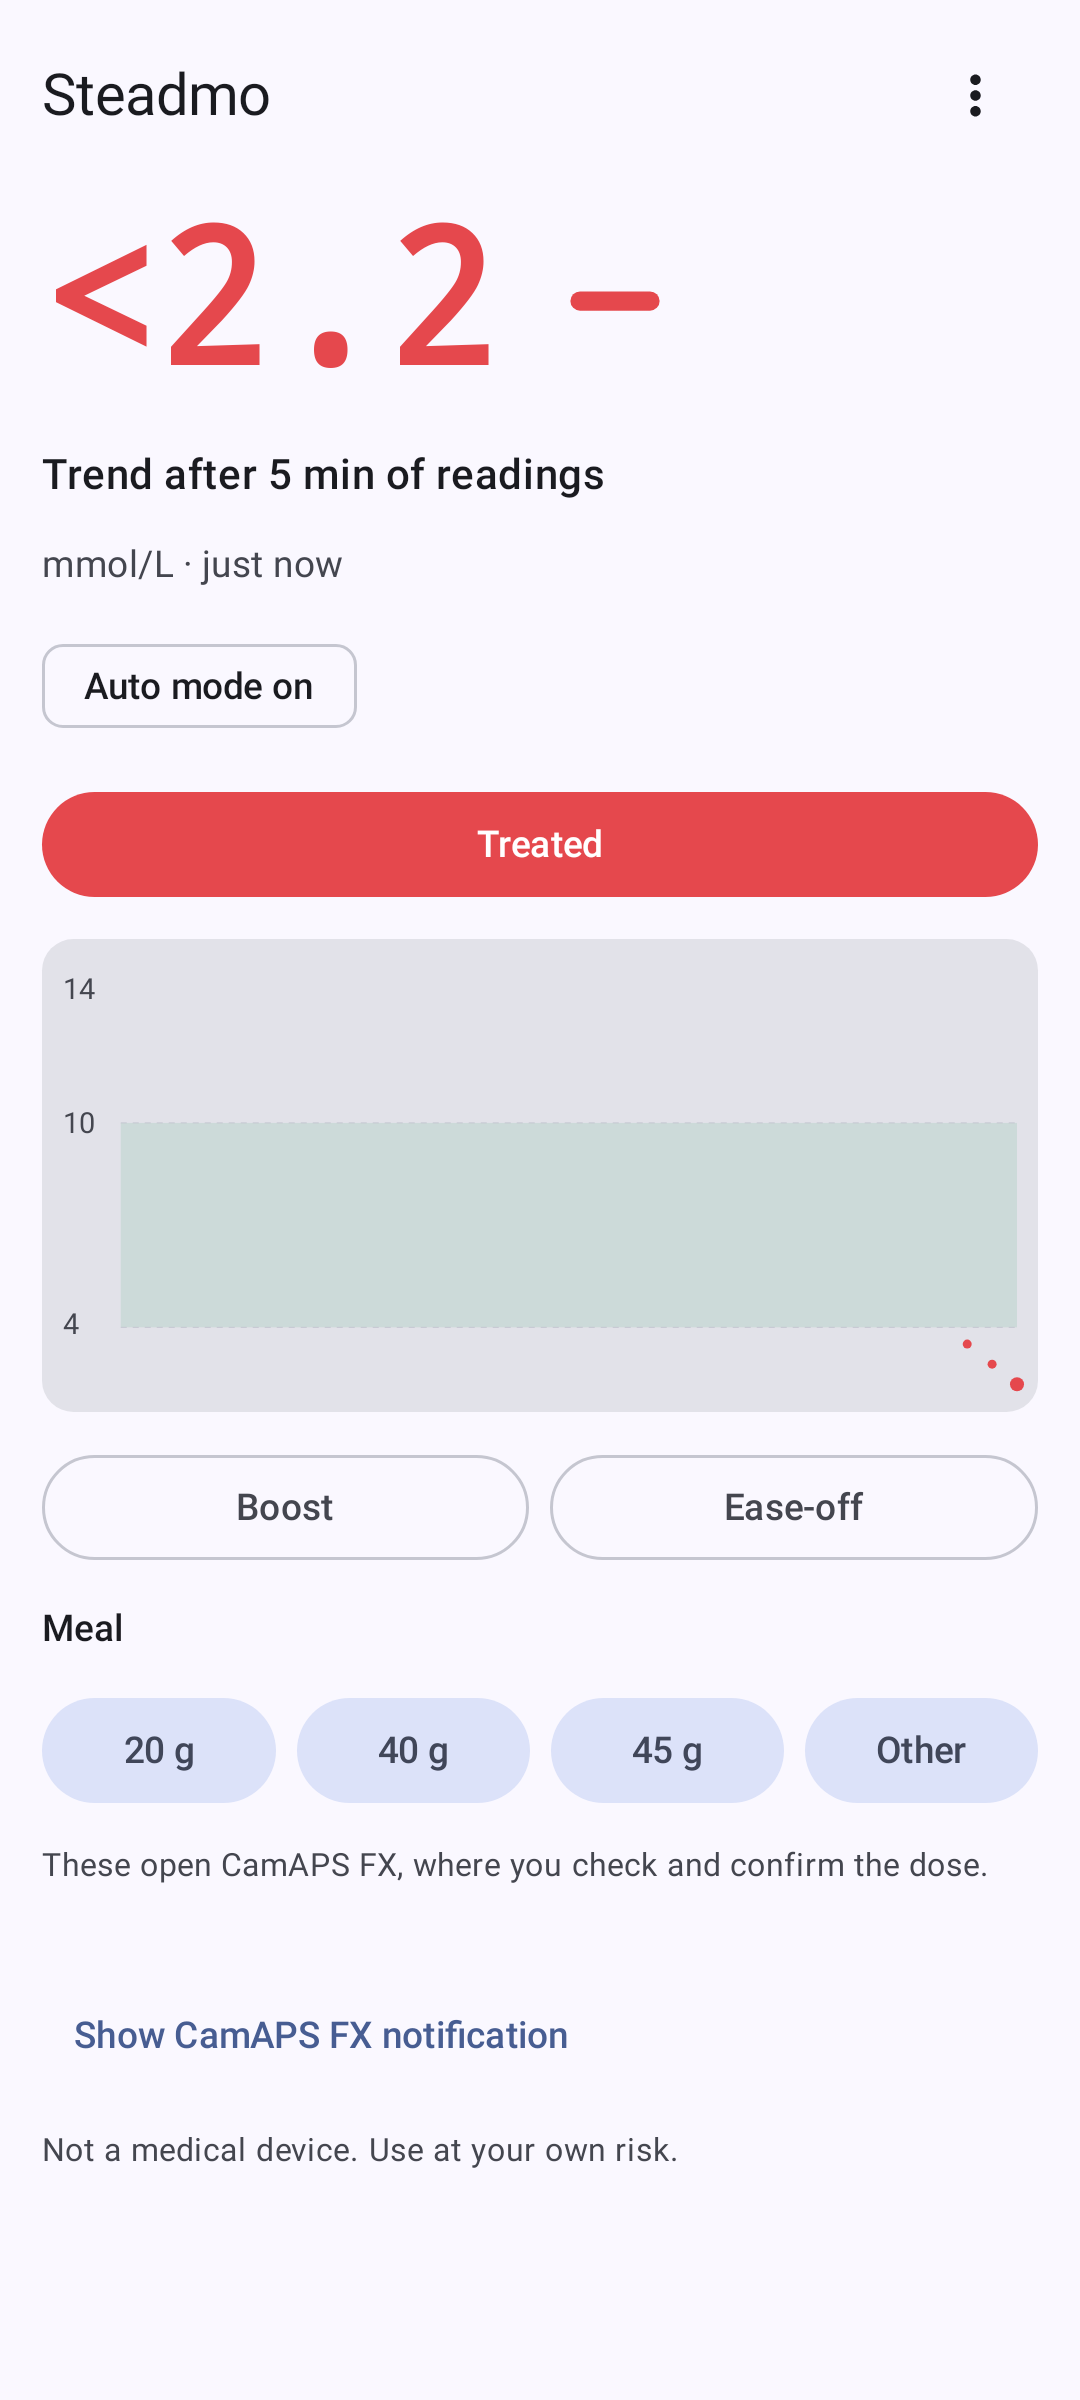 Steadmo
<2.2 –
Trend after 5 min of readings
mmol/L · just now
Auto mode on
Treated
14
10
4
Boost
Ease-off
Meal
20 g
40 g
45 g
Other
These open CamAPS FX, where you check and confirm the dose.
Show CamAPS FX notification
Not a medical device. Use at your own risk.